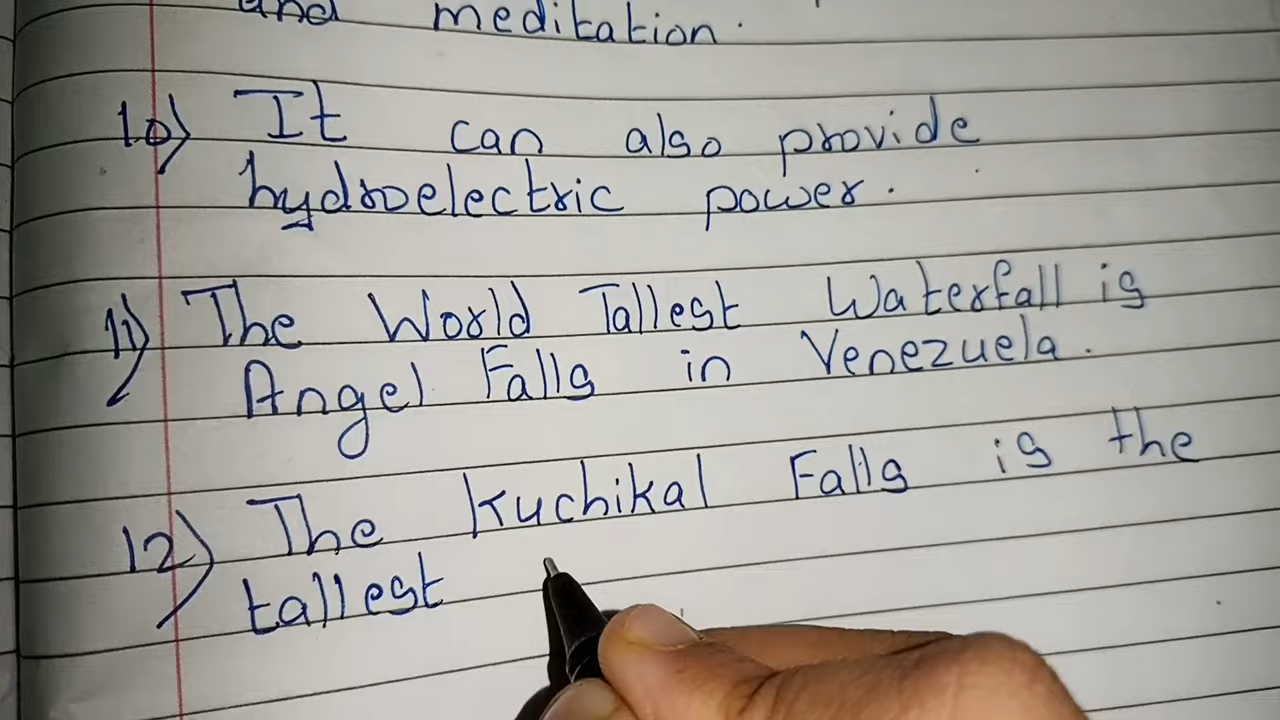 and meditation.
10) It can also provide
hydroelectric power.
11) The World Tallest Waterfall is
Angel Falls in Venezuela.
12) The Kuchikal Falls is the
tallest